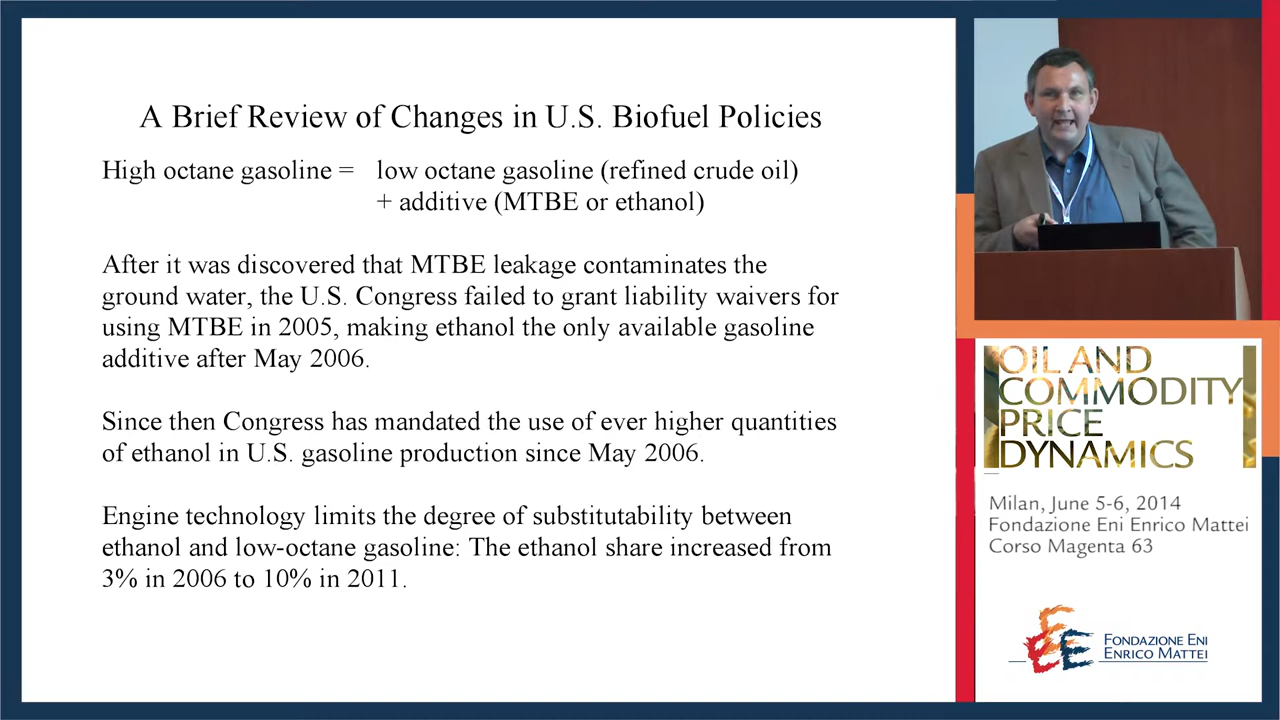 A Brief Review of Changes in U.S. Biofuel Policies
High octane gasoline = low octane gasoline (refined crude oil)
+ additive (MTBE or ethanol)
After it was discovered that MTBE leakage contaminates the
ground water, the U.S. Congress failed to grant liability waivers for
using MTBE in 2005, making ethanol the only available gasoline
additive after May 2006.
Since then Congress has mandated the use of ever higher quantities
of ethanol in U.S. gasoline production since May 2006.
Engine technology limits the degree of substitutability between
ethanol and low-octane gasoline: The ethanol share increased from
3% in 2006 to 10% in 2011.
OIL AND
COMMODITY
PRICE
DYNAMICS
Milan, June 5-6, 2014
Fondazione Eni Enrico Mattei
Corso Magenta 63
FONDAZIONE ENI
ENRICO MATTEI